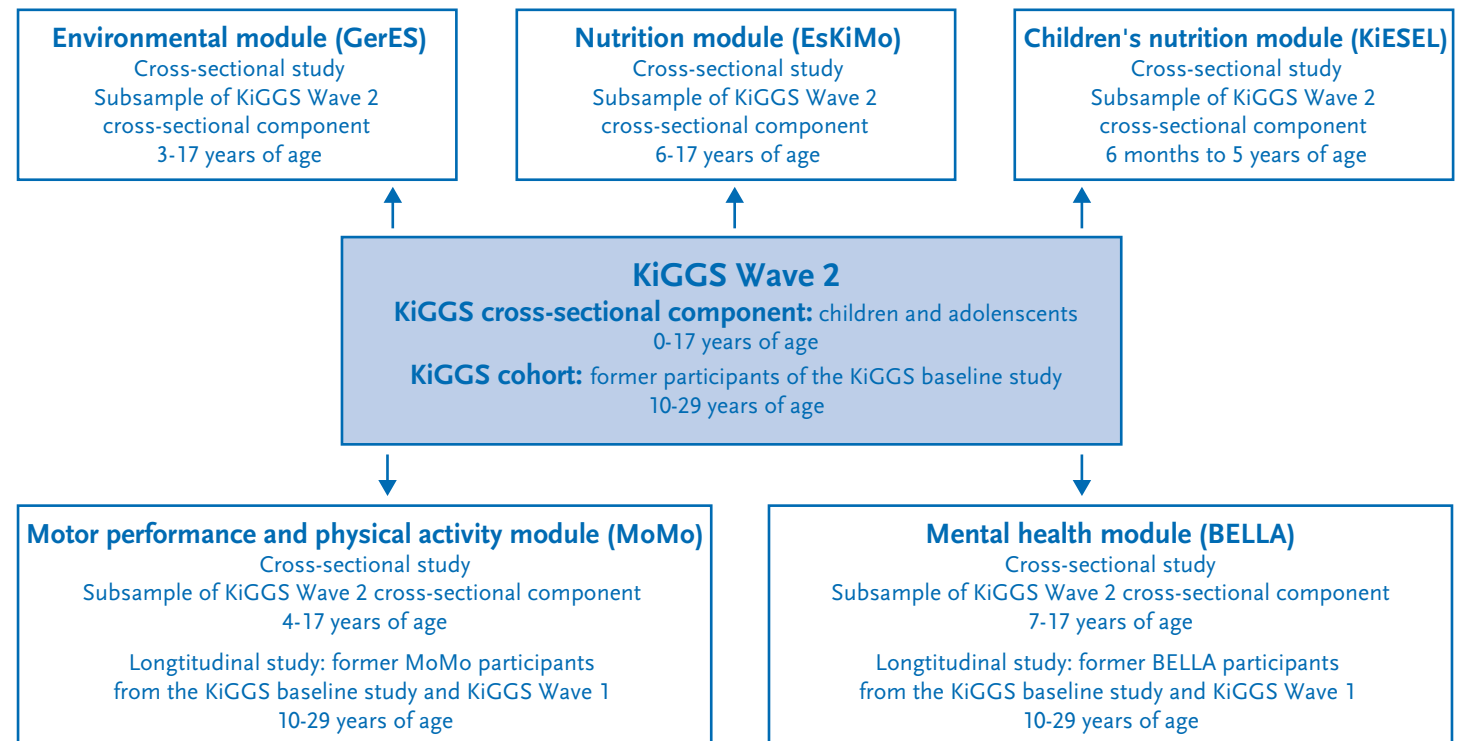 Environmental module (GerES)
Cross-sectional study
Subsample of KiGGS Wave 2
cross-sectional component
3-17 years of age
Nutrition module (EsKiMo)
Cross-sectional study
Subsample of KiGGS Wave 2
cross-sectional component
6-17 years of age
Children's nutrition module (KiESEL)
Cross-sectional study
Subsample of KiGGS Wave 2
cross-sectional component
6 months to 5 years of age
KiGGS Wave 2
KiGGS cross-sectional component: children and adolenscents
0-17 years of age
KiGGS cohort: former participants of the KiGGS baseline study
10-29 years of age
Motor performance and physical activity module (MoMo)
Cross-sectional study
Subsample of KiGGS Wave 2 cross-sectional component
4-17 years of age
Longtitudinal study: former MoMo participants
from the KiGGS baseline study and KiGGS Wave 1
10-29 years of age
Mental health module (BELLA)
Cross-sectional study
Subsample of KiGGS Wave 2 cross-sectional component
7-17 years of age
Longtitudinal study: former BELLA participants
from the KiGGS baseline study and KiGGS Wave 1
10-29 years of age